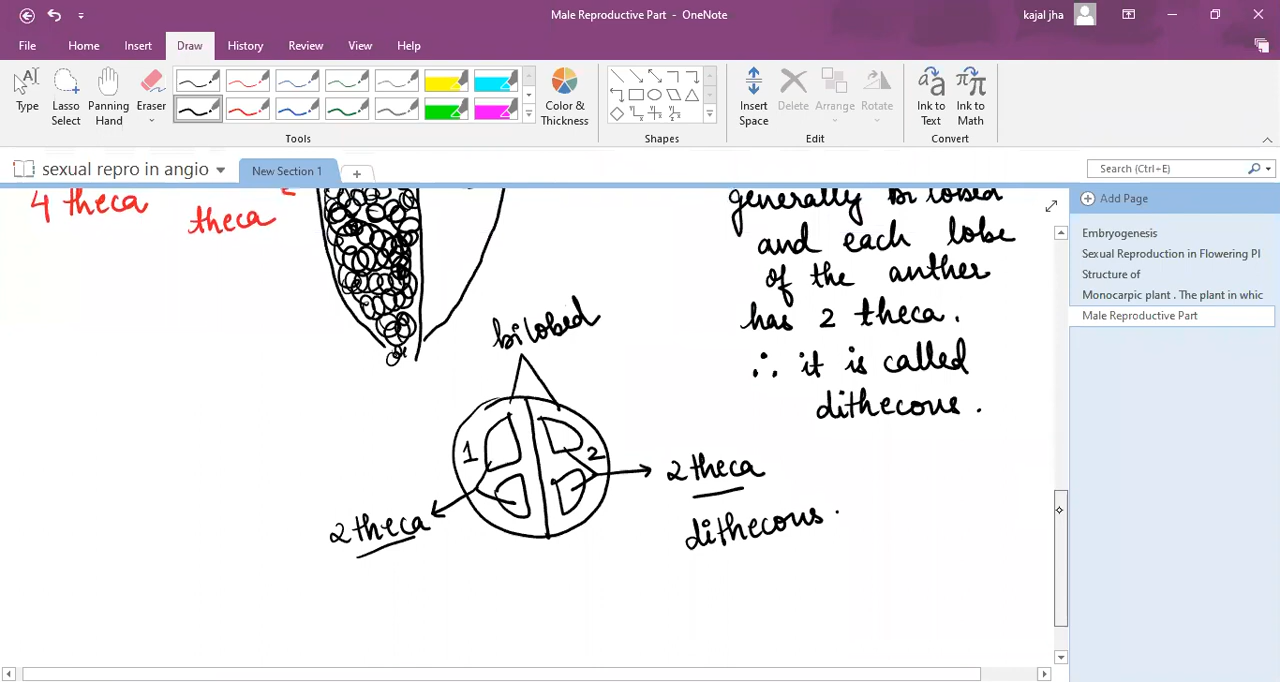 Male Reproductive Part - OneNote
kajal jha
File Home Insert Draw History Review View Help
Type
Lasso Select
Panning Hand
Eraser
Color & Thickness
Insert Space
Delete
Arrange
Rotate
Ink to Text
Ink to Math
Tools
Shapes
Edit
Convert
sexual repro in angio
New Section 1
Search (Ctrl+E)
Add Page
Embryogenesis
Sexual Reproduction in Flowering Pl
Structure of
Monocarpic plant . The plant in whic
Male Reproductive Part
4 theca
theca
generally Bi lobed
and each lobe
of the anther
has 2 theca.
∴ it is called
dithecous.
bilobed
1
2
2 theca
2 theca
dithecous.